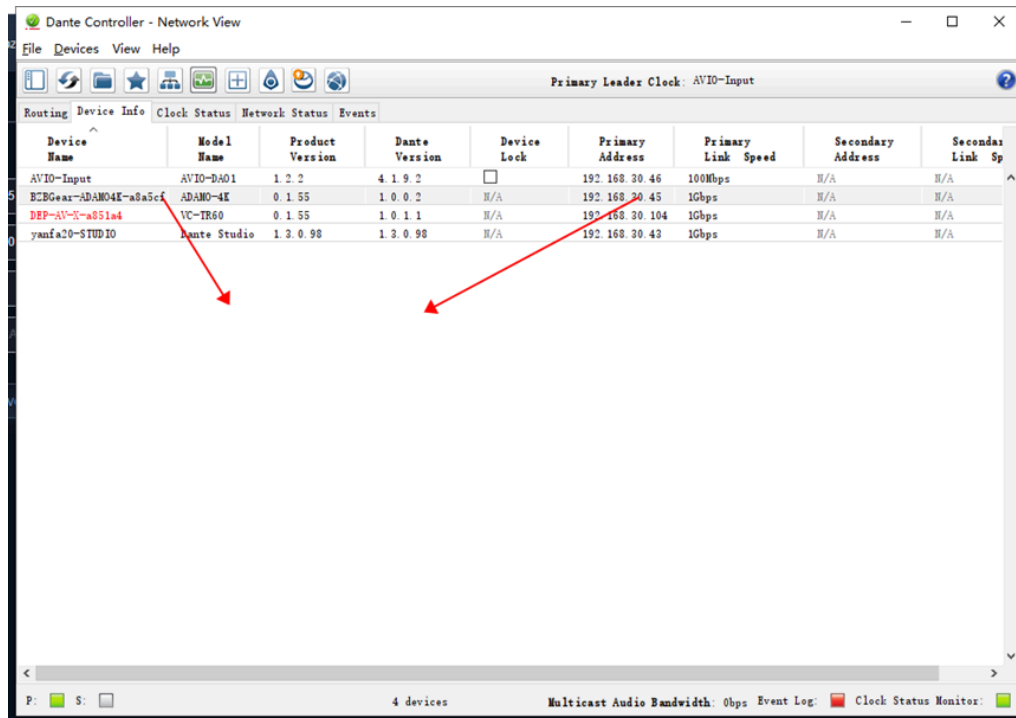 Dante Controller - Network View
File Devices View Help
Primary Leader Clock: AVIO-Input
Routing Device Info Clock Status Network Status Events
Device Name Model Name Product Version Dante Version Device Lock Primary Address Primary Link Speed Secondary Address Secondar Link Sp
AVIO-Input AVIO-DAO1 1.2.2 4.1.9.2 192.168.30.46 100Mbps N/A N/A
BZBGear-ADAMO4K-a8a5cf ADAMO-4K 0.1.55 1.0.0.2 N/A 192.168.30.45 1Gbps N/A N/A
DEP-AV-X-a851a4 VC-TR60 0.1.55 1.0.1.1 N/A 192.168.30.104 1Gbps N/A N/A
yanfa20-STUDIO Dante Studio 1.3.0.98 1.3.0.98 N/A 192.168.30.43 1Gbps N/A N/A
P: S: 4 devices Multicast Audio Bandwidth: 0bps Event Log: Clock Status Monitor: